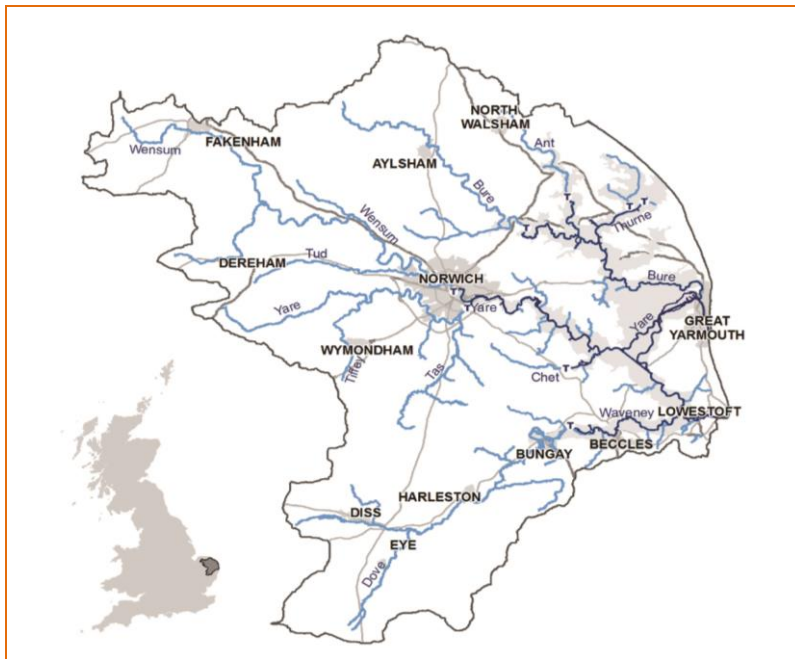 NORTH
WALSHAM
Ant
FAKENHAM
Wensum
AYLSHAM
Bure
Wensum
T
T
T
Thurne
DEREHAM
Tud
NORWICH
Bure
T
T
Yare
Yare
Yare
GREAT
YARMOUTH
WYMONDHAM
Tiffey
Tas
Chet
T
Waveney
LOWESTOFT
T
BECCLES
BUNGAY
HARLESTON
DISS
EYE
Dove